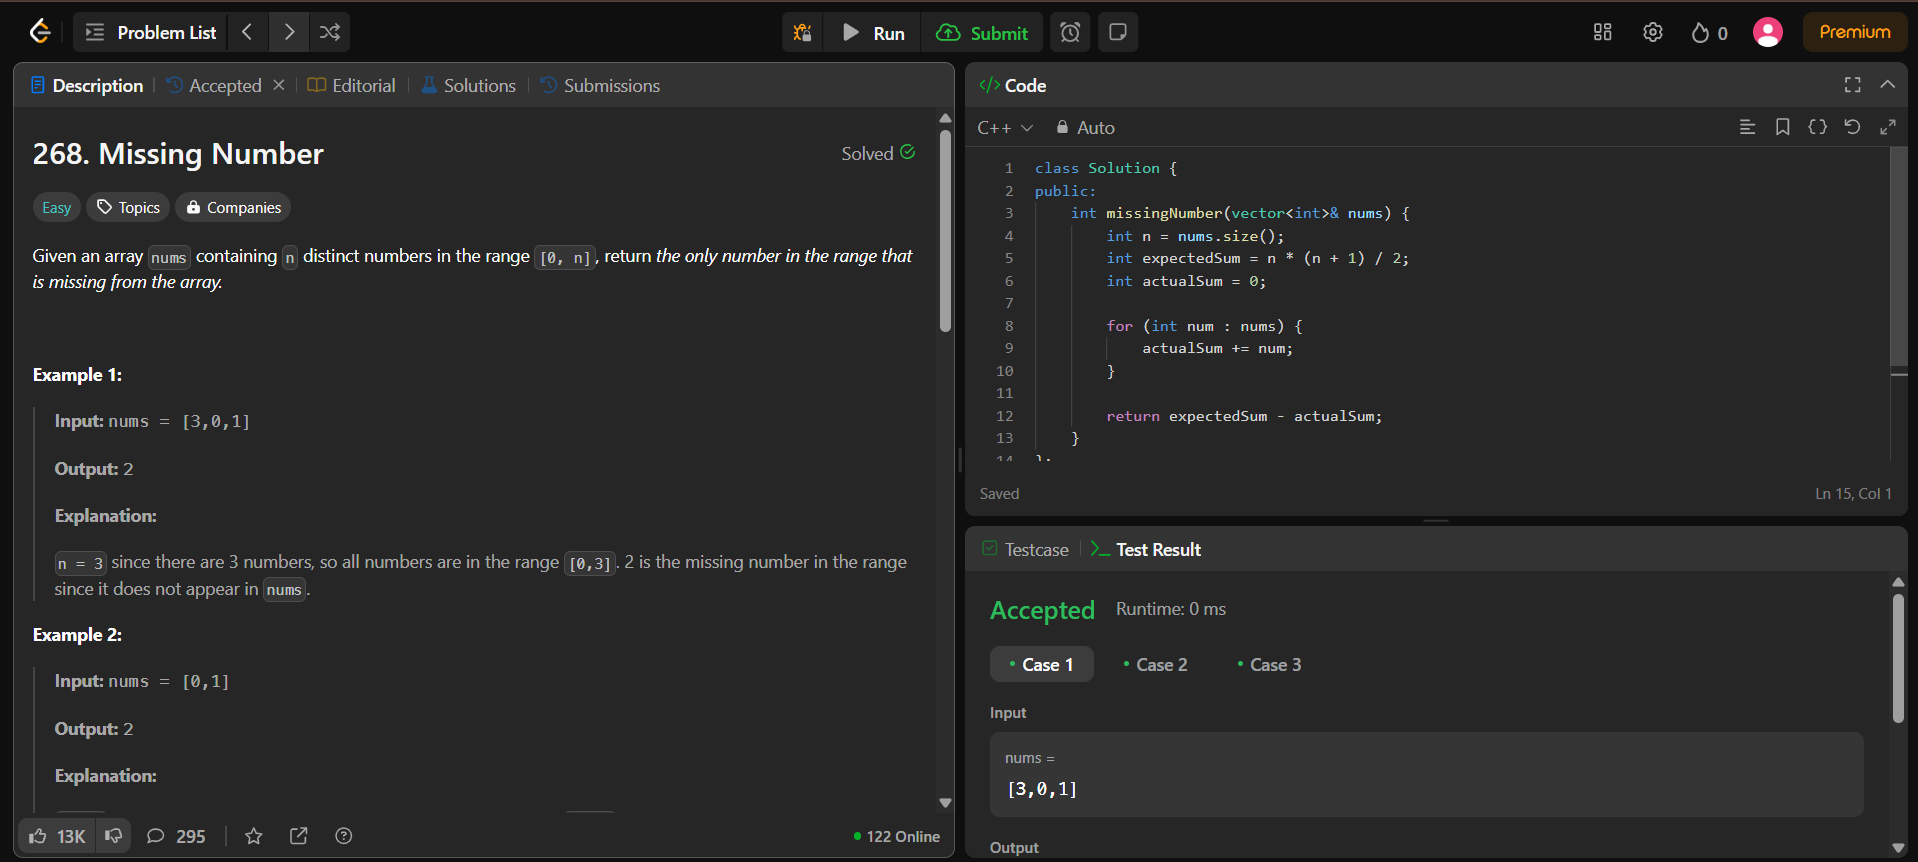 Problem List
Run
Submit
0
Premium
Description
Accepted
Editorial
Solutions
Submissions
268. Missing Number
Solved
Easy
Topics
Companies
Given an array nums containing n distinct numbers in the range [0, n], return the only number in the range that
is missing from the array.
Example 1:
Input: nums = [3,0,1]
Output: 2
Explanation:
n = 3 since there are 3 numbers, so all numbers are in the range [0,3]. 2 is the missing number in the range
since it does not appear in nums.
Example 2:
Input: nums = [0,1]
Output: 2
Explanation:
13K
295
122 Online
</> Code
C++
Auto
1 class Solution {
2 public:
3     int missingNumber(vector<int>& nums) {
4         int n = nums.size();
5         int expectedSum = n * (n + 1) / 2;
6         int actualSum = 0;
7
8         for (int num : nums) {
9             actualSum += num;
10         }
11
12         return expectedSum - actualSum;
13     }
14 };
Saved
Ln 15, Col 1
Testcase
Test Result
Accepted
Runtime: 0 ms
Case 1
Case 2
Case 3
Input
nums =
[3,0,1]
Output